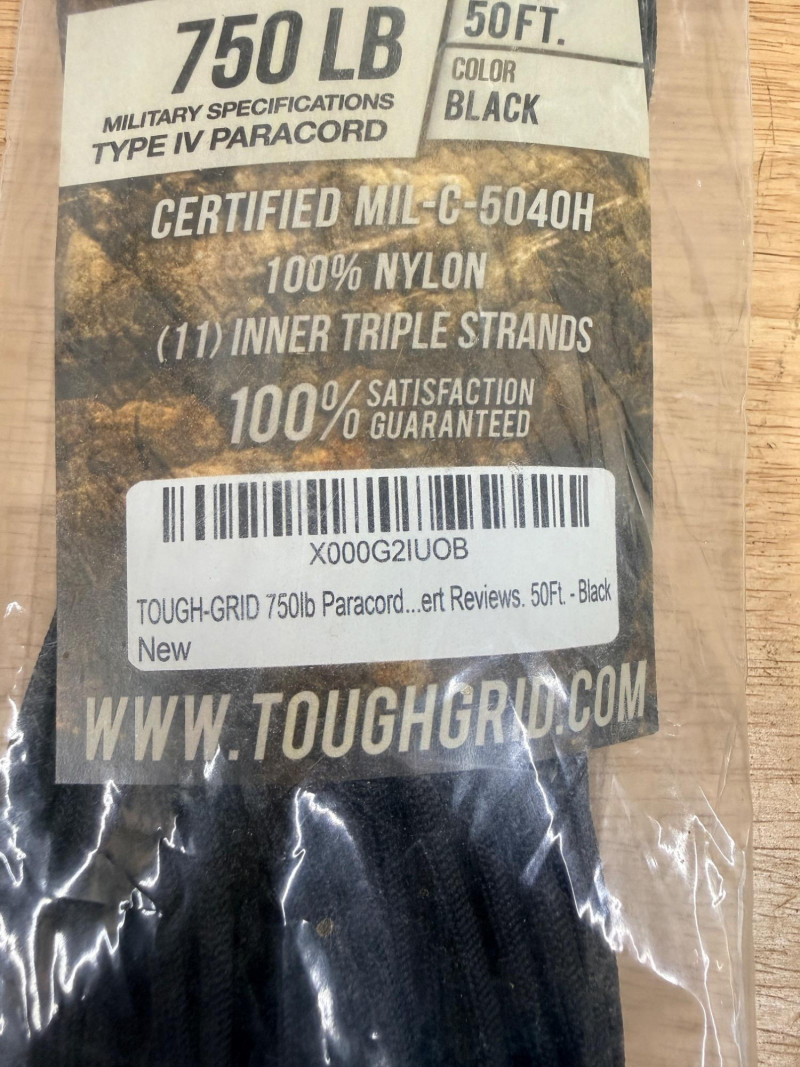 750 LB
MILITARY SPECIFICATIONS
TYPE IV PARACORD
50FT.
COLOR
BLACK
CERTIFIED MIL-C-5040H
100% NYLON
(11) INNER TRIPLE STRANDS
100% SATISFACTION
GUARANTEED
X000G2IUOB
TOUGH-GRID 750lb Paracord...ert Reviews. 50Ft. - Black
New
WWW.TOUGHGRID.COM